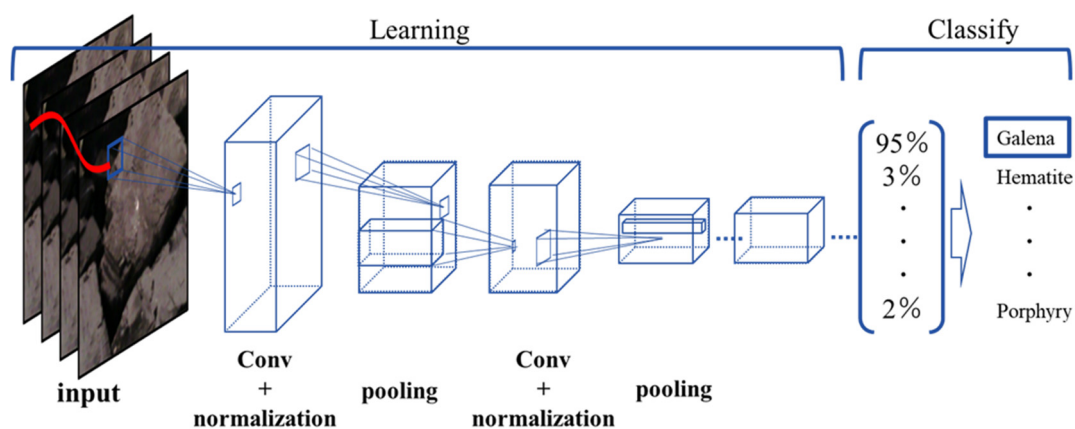 Learning
Classify
95%
Galena
3%
Hematite
2%
Porphyry
input
Conv
+
normalization
pooling
Conv
+
normalization
pooling